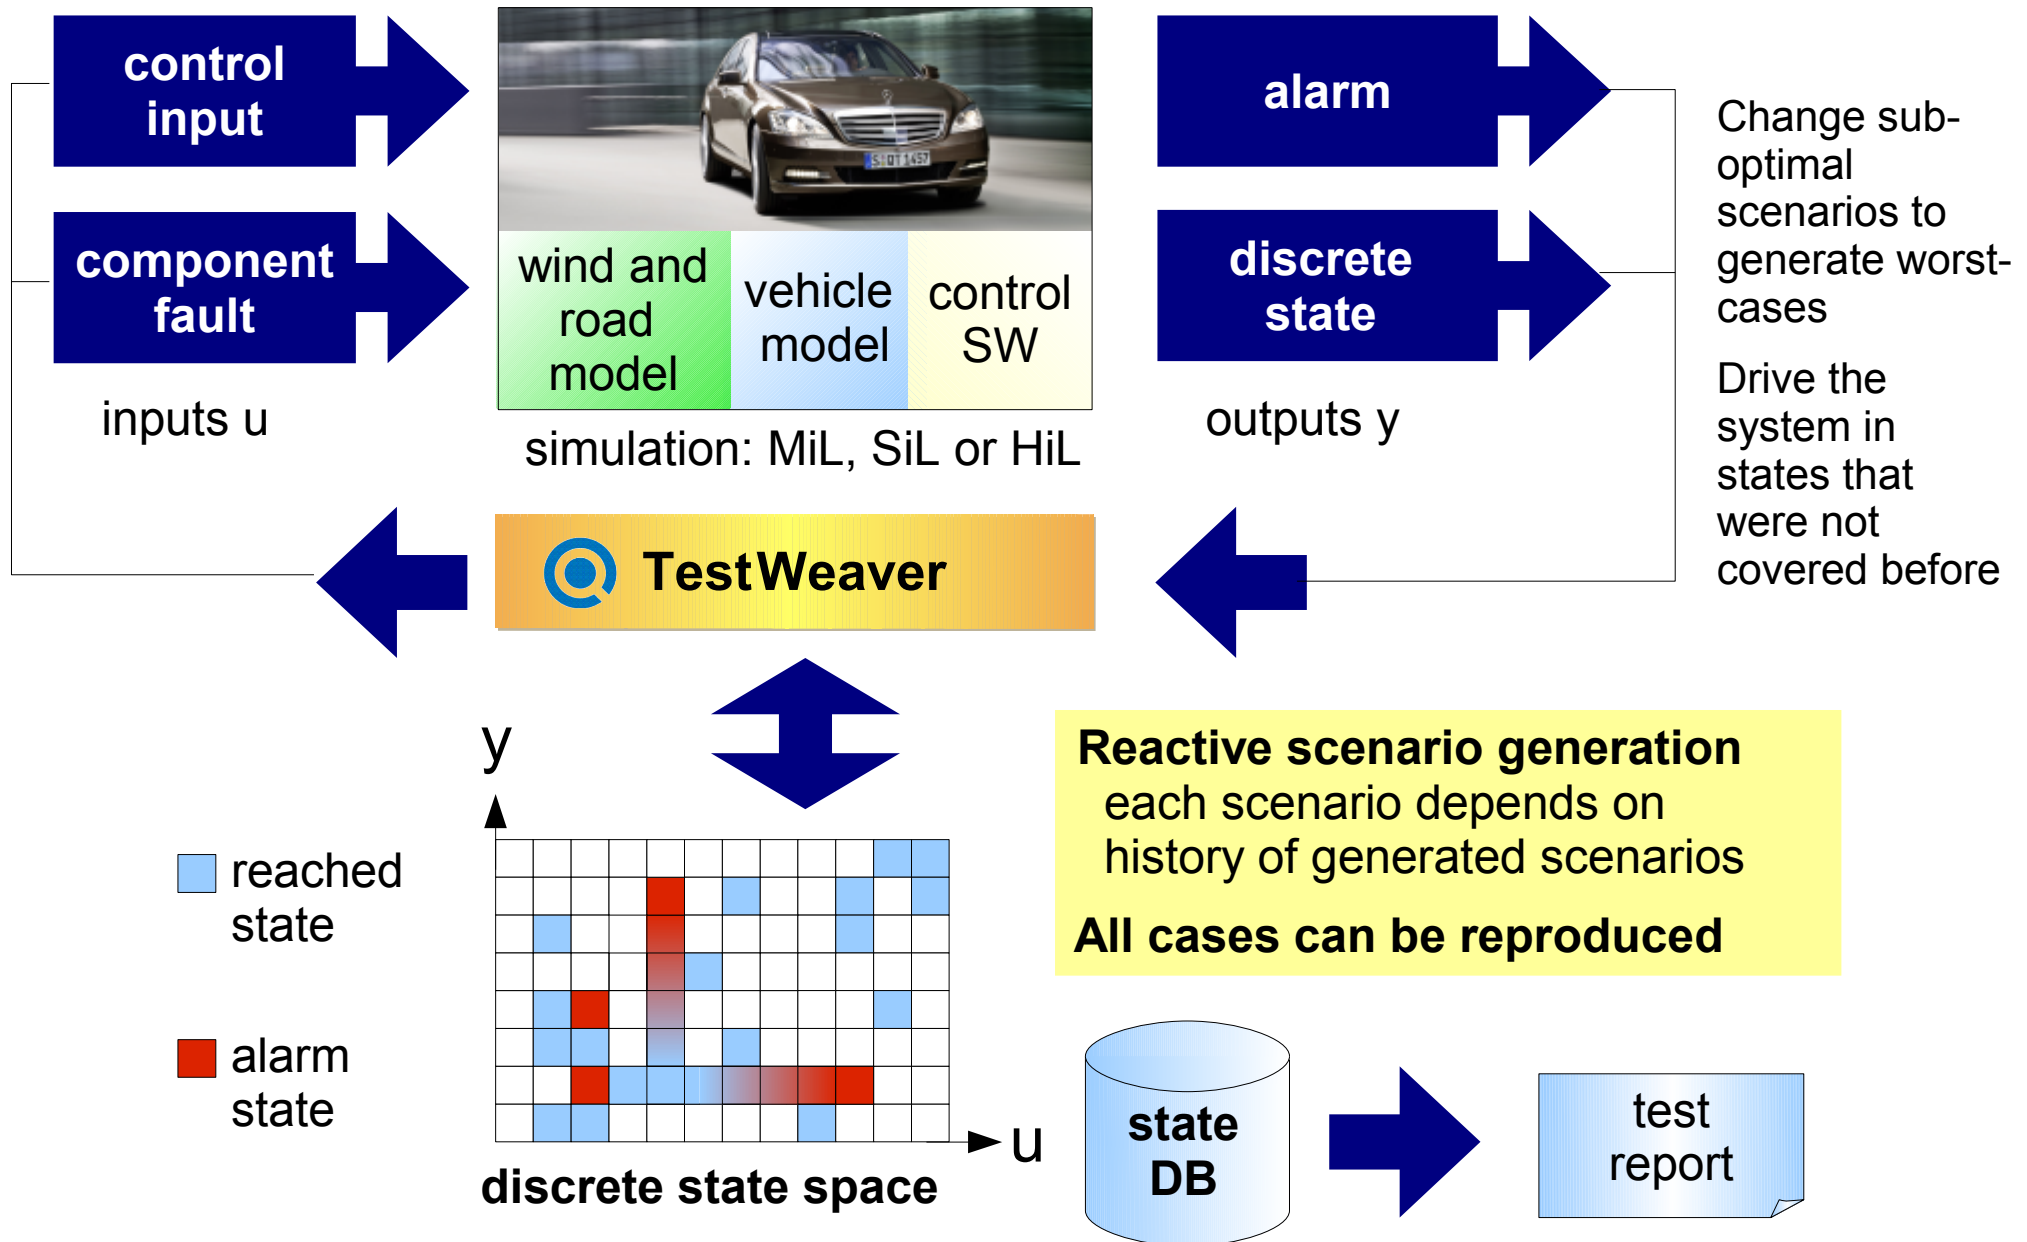 control
input
component
fault
inputs u
S:QT 1457
wind and
road
model
vehicle
model
control
SW
simulation: MiL, SiL or HiL
alarm
discrete
state
outputs y
Change sub-
optimal
scenarios to
generate worst-
cases
Drive the
system in
states that
were not
covered before
TestWeaver
y
reached
state
alarm
state
u
discrete state space
Reactive scenario generation
each scenario depends on
history of generated scenarios
All cases can be reproduced
state
DB
test
report